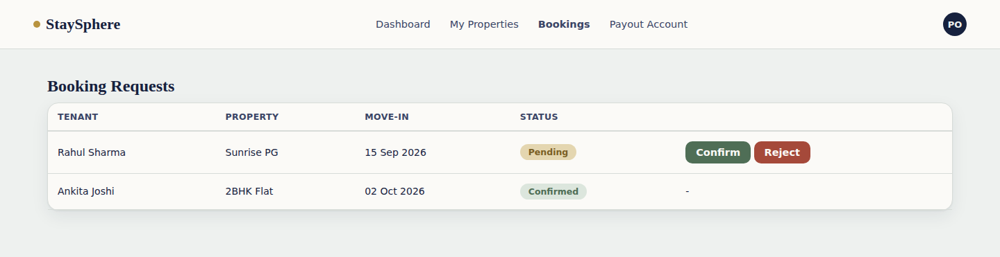 StaySphere Dashboard My Properties Bookings Payout Account PO
Booking Requests
TENANT PROPERTY MOVE-IN STATUS
Rahul Sharma Sunrise PG 15 Sep 2026 Pending Confirm Reject
Ankita Joshi 2BHK Flat 02 Oct 2026 Confirmed -